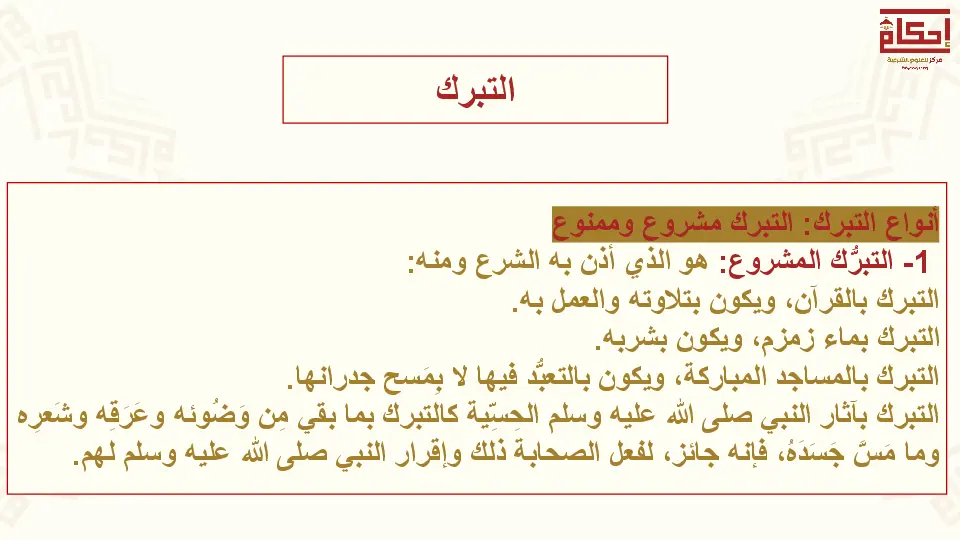 إحكام
مركز للعلوم الشرعية
التبرك
أنواع التبرك: التبرك مشروع وممنوع
1- التبرُّك المشروع: هو الذي أذن به الشرع ومنه:
التبرك بالقرآن، ويكون بتلاوته والعمل به.
التبرك بماء زمزم، ويكون بشربه.
التبرك بالمساجد المباركة، ويكون بالتعبُّد فيها لا بِمَسح جدرانها.
التبرك بآثار النبي صلى الله عليه وسلم الحِسِّية كالتبرك بما بقي مِن وَضُوئه وعَرَقِه وشَعرِه
وما مَسَّ جَسَدَهُ، فإنه جائز، لفعل الصحابة ذلك وإقرار النبي صلى الله عليه وسلم لهم.